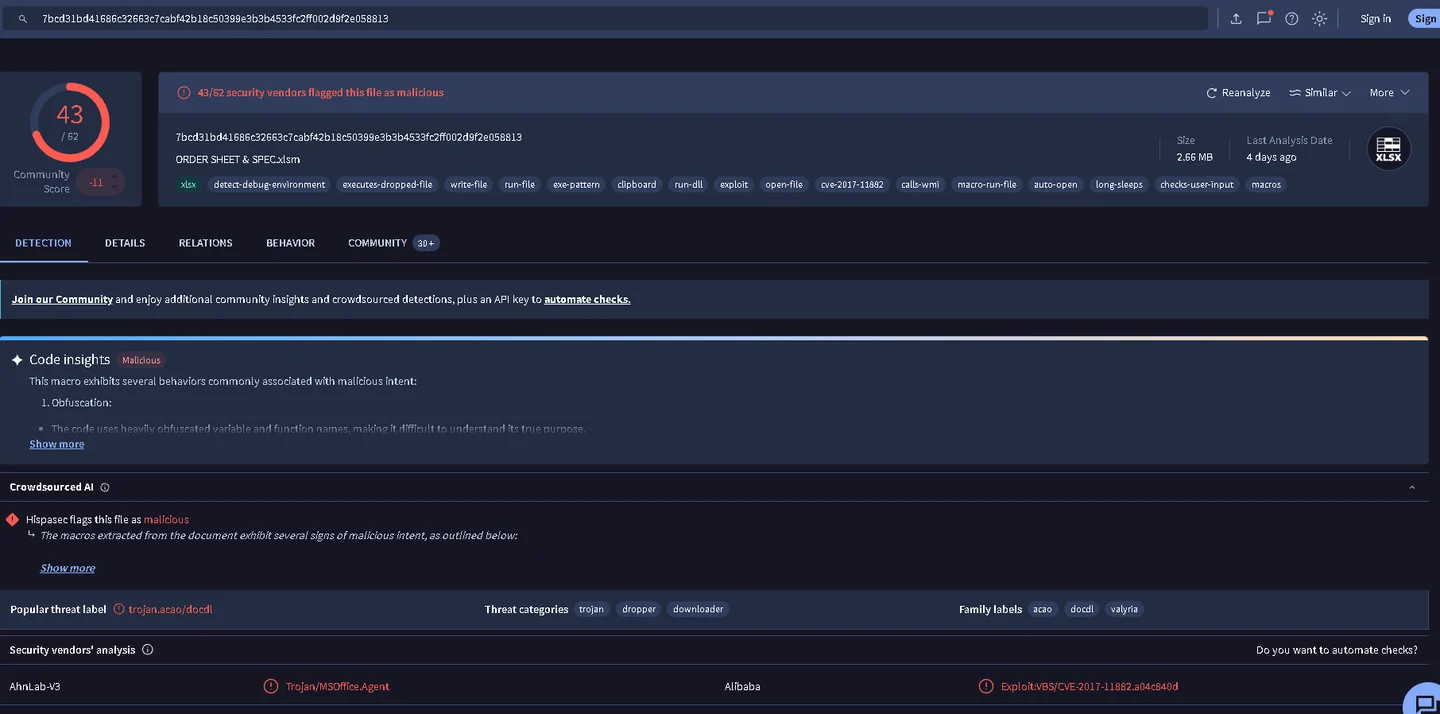 7bcd31bd41686c32663c7cabf42b18c50399e3b3b4533fc2ff002d9f2e058813
Sign in
Sign
43
/ 62
Community Score
-11
43/62 security vendors flagged this file as malicious
Reanalyze
Similar
More
7bcd31bd41686c32663c7cabf42b18c50399e3b3b4533fc2ff002d9f2e058813
ORDER SHEET & SPEC.xlsm
Size
2.66 MB
Last Analysis Date
4 days ago
XLSX
xlsx detect-debug-environment executes-dropped-file write-file run-file exe-pattern clipboard run-dll exploit open-file cve-2017-11882 calls-wmi macro-run-file auto-open long-sleeps checks-user-input macros
DETECTION DETAILS RELATIONS BEHAVIOR COMMUNITY 30+
Join our Community and enjoy additional community insights and crowdsourced detections, plus an API key to automate checks.
Code insights Malicious
This macro exhibits several behaviors commonly associated with malicious intent:
1. Obfuscation:
• The code uses heavily obfuscated variable and function names, making it difficult to understand its true purpose.
Show more
Crowdsourced AI
Hispasec flags this file as malicious
The macros extracted from the document exhibit several signs of malicious intent, as outlined below:
Show more
Popular threat label trojan.acao/docdl Threat categories trojan dropper downloader Family labels acao docdl valyria
Security vendors' analysis Do you want to automate checks?
AhnLab-V3 Trojan/MSOffice.Agent Alibaba Exploit:VBS/CVE-2017-11882.a04c840d